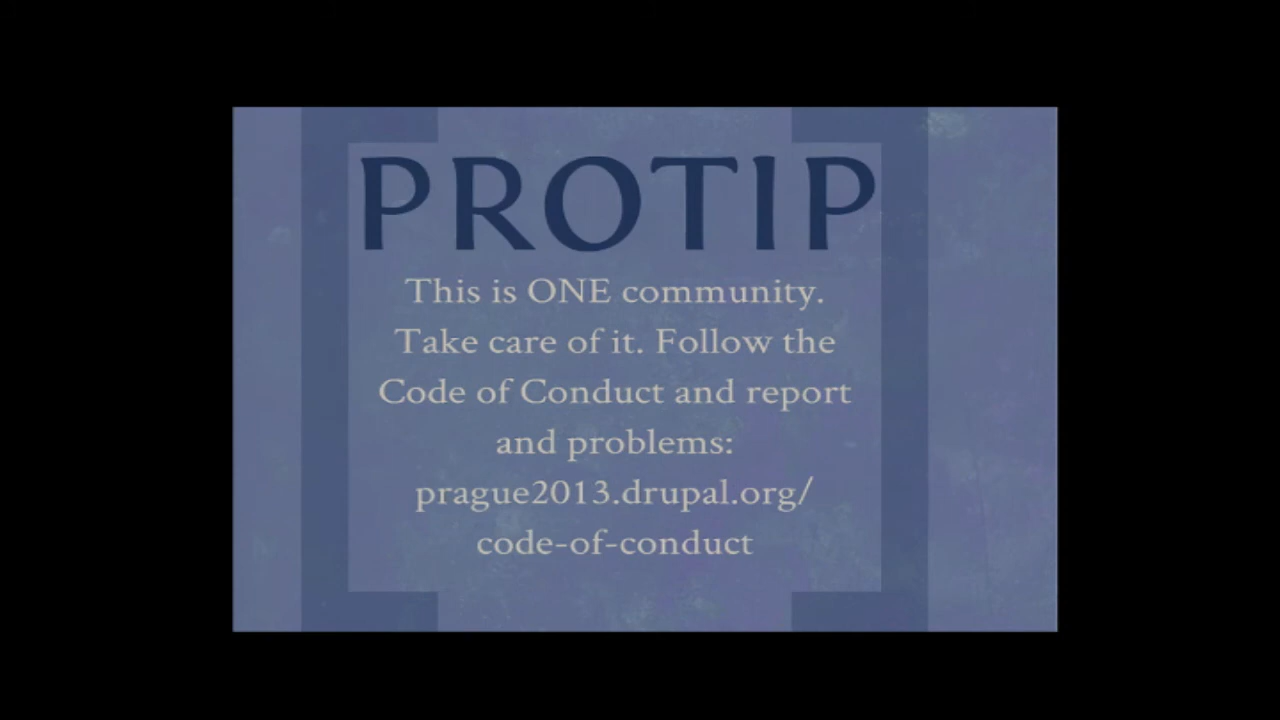 PROTIP
This is ONE community.
Take care of it. Follow the
Code of Conduct and report
and problems:
prague2013.drupal.org/
code-of-conduct